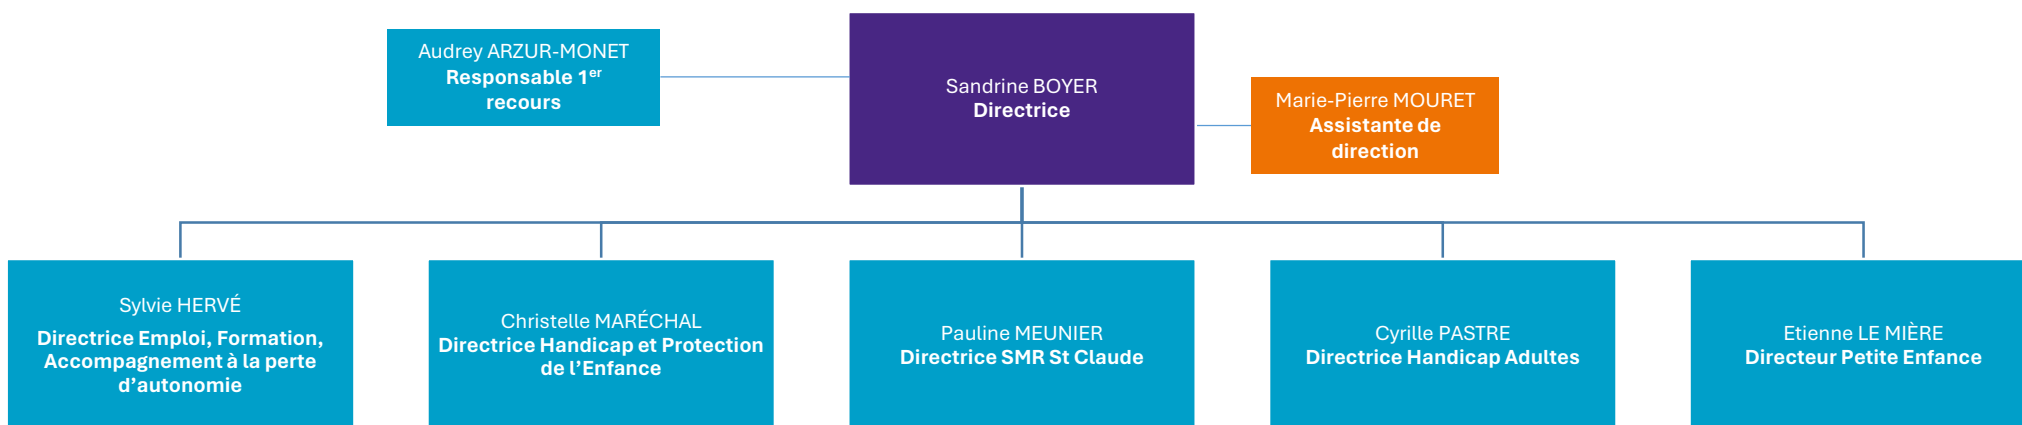 Audrey ARZUR-MONET
Responsable 1er
recours
Sandrine BOYER
Directrice
Marie-Pierre MOURET
Assistante de
direction
Sylvie HERVÉ
Directrice Emploi, Formation,
Accompagnement à la perte
d’autonomie
Christelle MARÉCHAL
Directrice Handicap et Protection
de l’Enfance
Pauline MEUNIER
Directrice SMR St Claude
Cyrille PASTRE
Directrice Handicap Adultes
Etienne LE MIÈRE
Directeur Petite Enfance